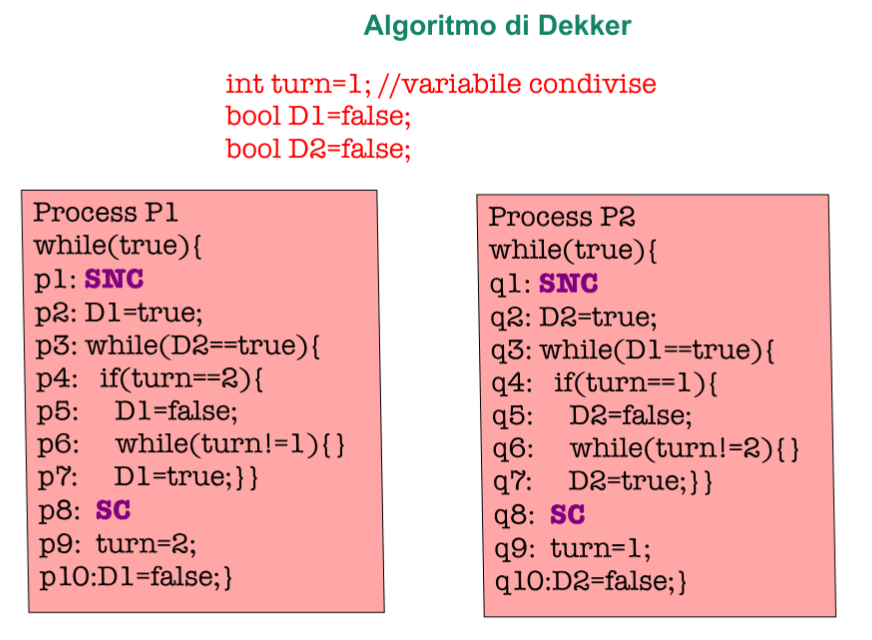 Algoritmo di Dekker
int turn=1; //variabile condivise
bool D1=false;
bool D2=false;
Process P1
while(true){
p1: SNC
p2: D1=true;
p3: while(D2==true){
p4: if(turn==2){
p5: D1=false;
p6: while(turn!=1){}
p7: D1=true;}}
p8: SC
p9: turn=2;
p10:D1=false;}
Process P2
while(true){
q1: SNC
q2: D2=true;
q3: while(D1==true){
q4: if(turn==1){
q5: D2=false;
q6: while(turn!=2){}
q7: D2=true;}}
q8: SC
q9: turn=1;
q10:D2=false;}